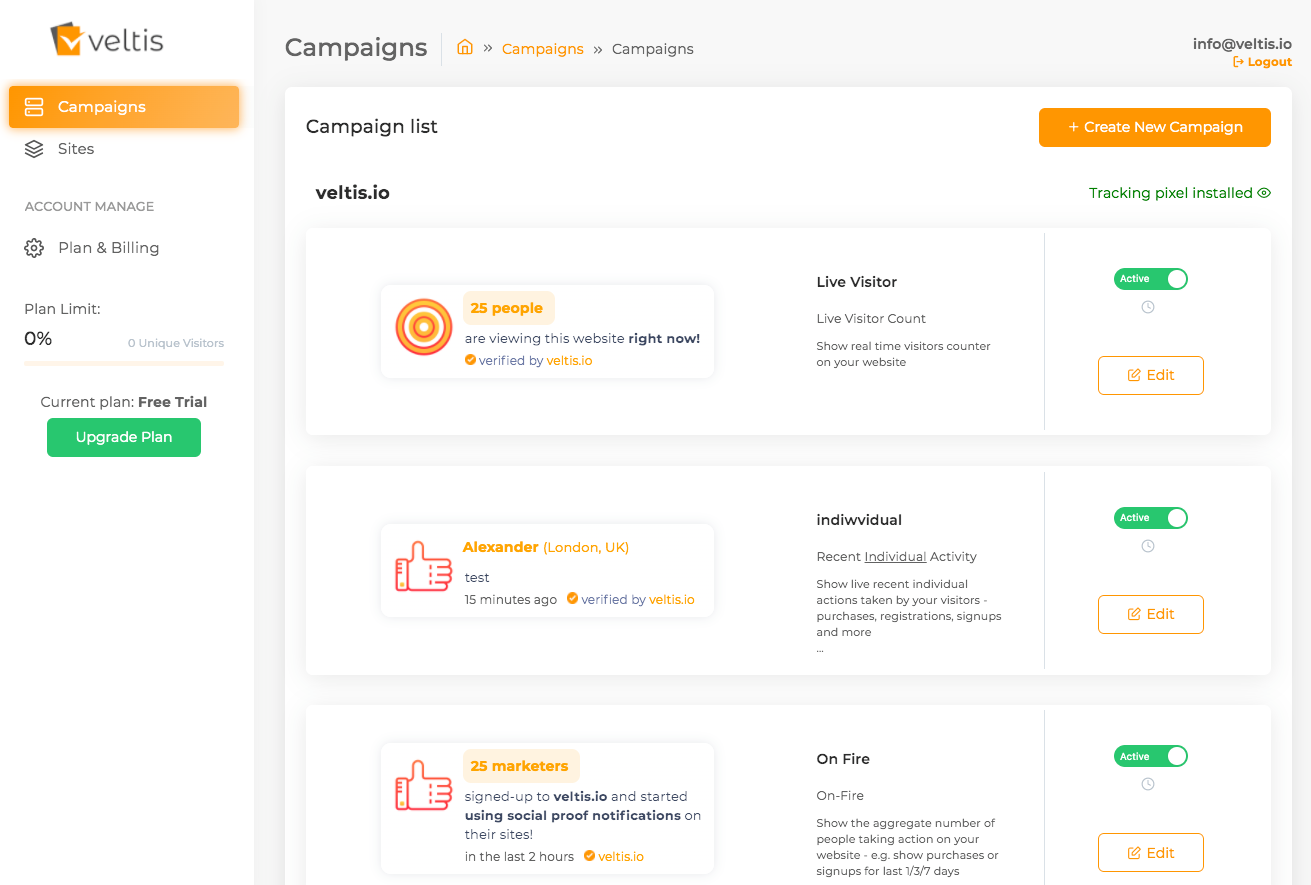 veltis
Campaigns
Sites
ACCOUNT MANAGE
Plan & Billing
Plan Limit:
0%
0 Unique Visitors
Current plan: Free Trial
Upgrade Plan
Campaigns
» Campaigns » Campaigns
info@veltis.io
Logout
Campaign list
+ Create New Campaign
veltis.io
Tracking pixel installed
25 people
are viewing this website right now!
verified by veltis.io
Live Visitor
Live Visitor Count
Show real time visitors counter
on your website
Active
Edit
Alexander (London, UK)
test
15 minutes ago verified by veltis.io
indiwvidual
Recent Individual Activity
Show live recent individual
actions taken by your visitors -
purchases, registrations, signups
and more
...
Active
Edit
25 marketers
signed-up to veltis.io and started
using social proof notifications on
their sites!
in the last 2 hours veltis.io
On Fire
On-Fire
Show the aggregate number of
people taking action on your
website - e.g. show purchases or
signups for last 1/3/7 days
Active
Edit